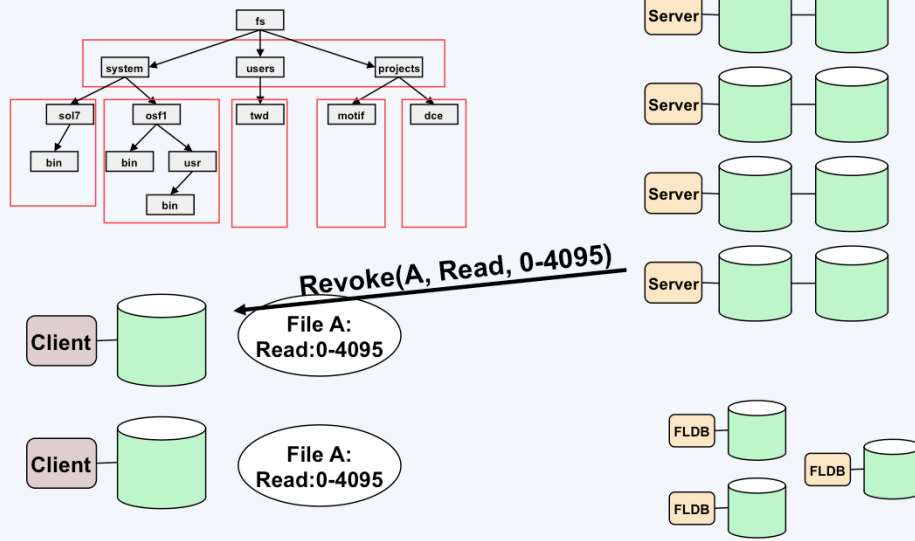 fs
system
users
projects
sol7
osf1
twd
motif
dce
bin
bin
usr
bin
Server
Server
Server
Server
Revoke(A, Read, 0-4095)
Client
File A:
Read:0-4095
Client
File A:
Read:0-4095
FLDB
FLDB
FLDB